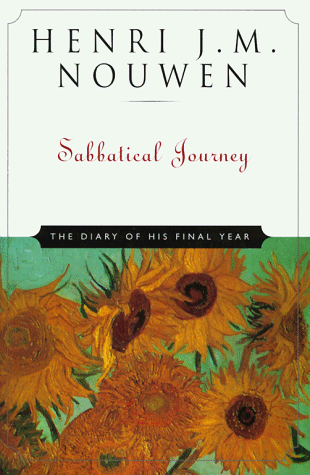 HENRI J.M.
NOUWEN
Sabbatical Journey
THE DIARY OF HIS FINAL YEAR